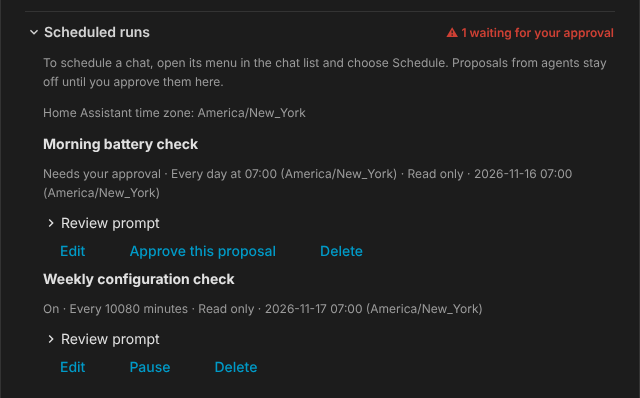 Scheduled runs
1 waiting for your approval
To schedule a chat, open its menu in the chat list and choose Schedule. Proposals from agents stay
off until you approve them here.
Home Assistant time zone: America/New_York
Morning battery check
Needs your approval · Every day at 07:00 (America/New_York) · Read only · 2026-11-16 07:00
(America/New_York)
Review prompt
Edit Approve this proposal Delete
Weekly configuration check
On · Every 10080 minutes · Read only · 2026-11-17 07:00 (America/New_York)
Review prompt
Edit Pause Delete